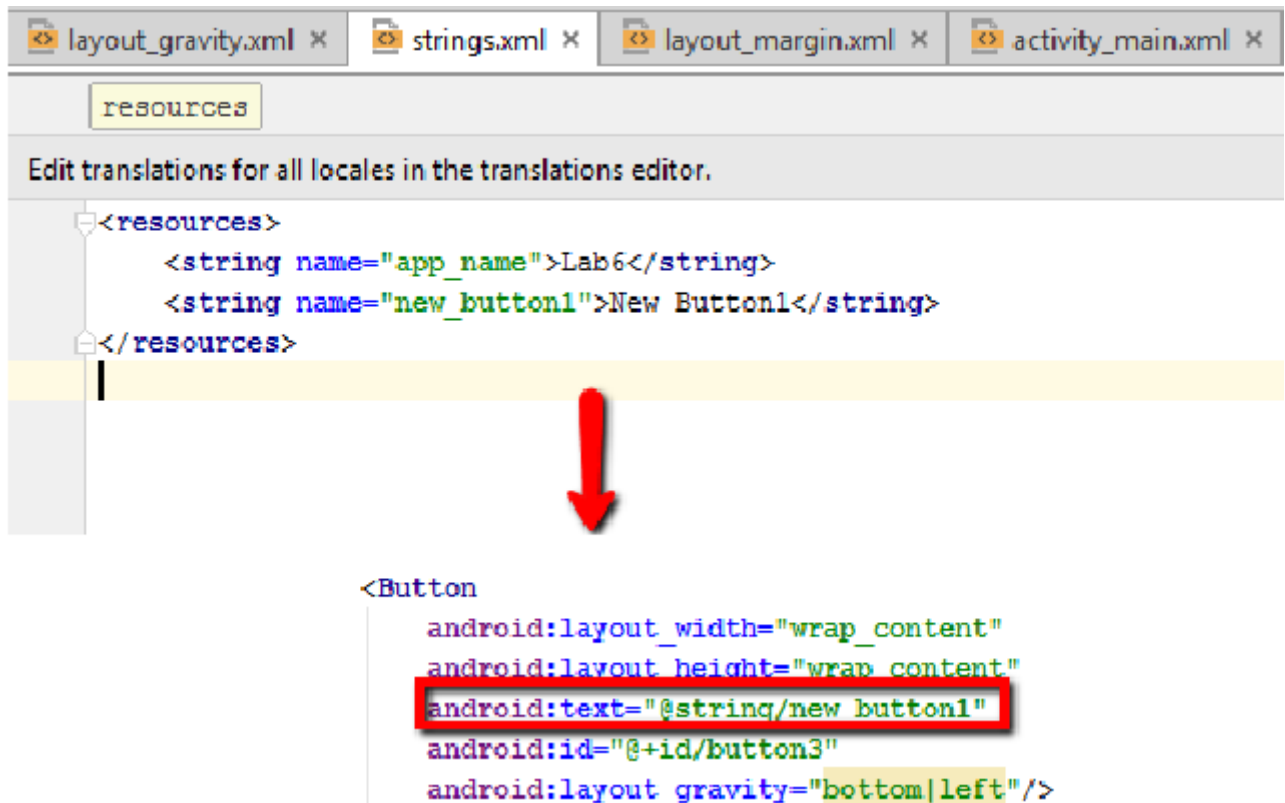 layout_gravity.xml × strings.xml × layout_margin.xml × activity_main.xml ×
resources
Edit translations for all locales in the translations editor.
<resources>
<string name="app_name">Lab6</string>
<string name="new_button1">New Button1</string>
</resources>
<Button
android:layout_width="wrap_content"
android:layout_height="wrap_content"
android:text="@string/new_button1"
android:id="@+id/button3"
android:layout_gravity="bottom|left"/>